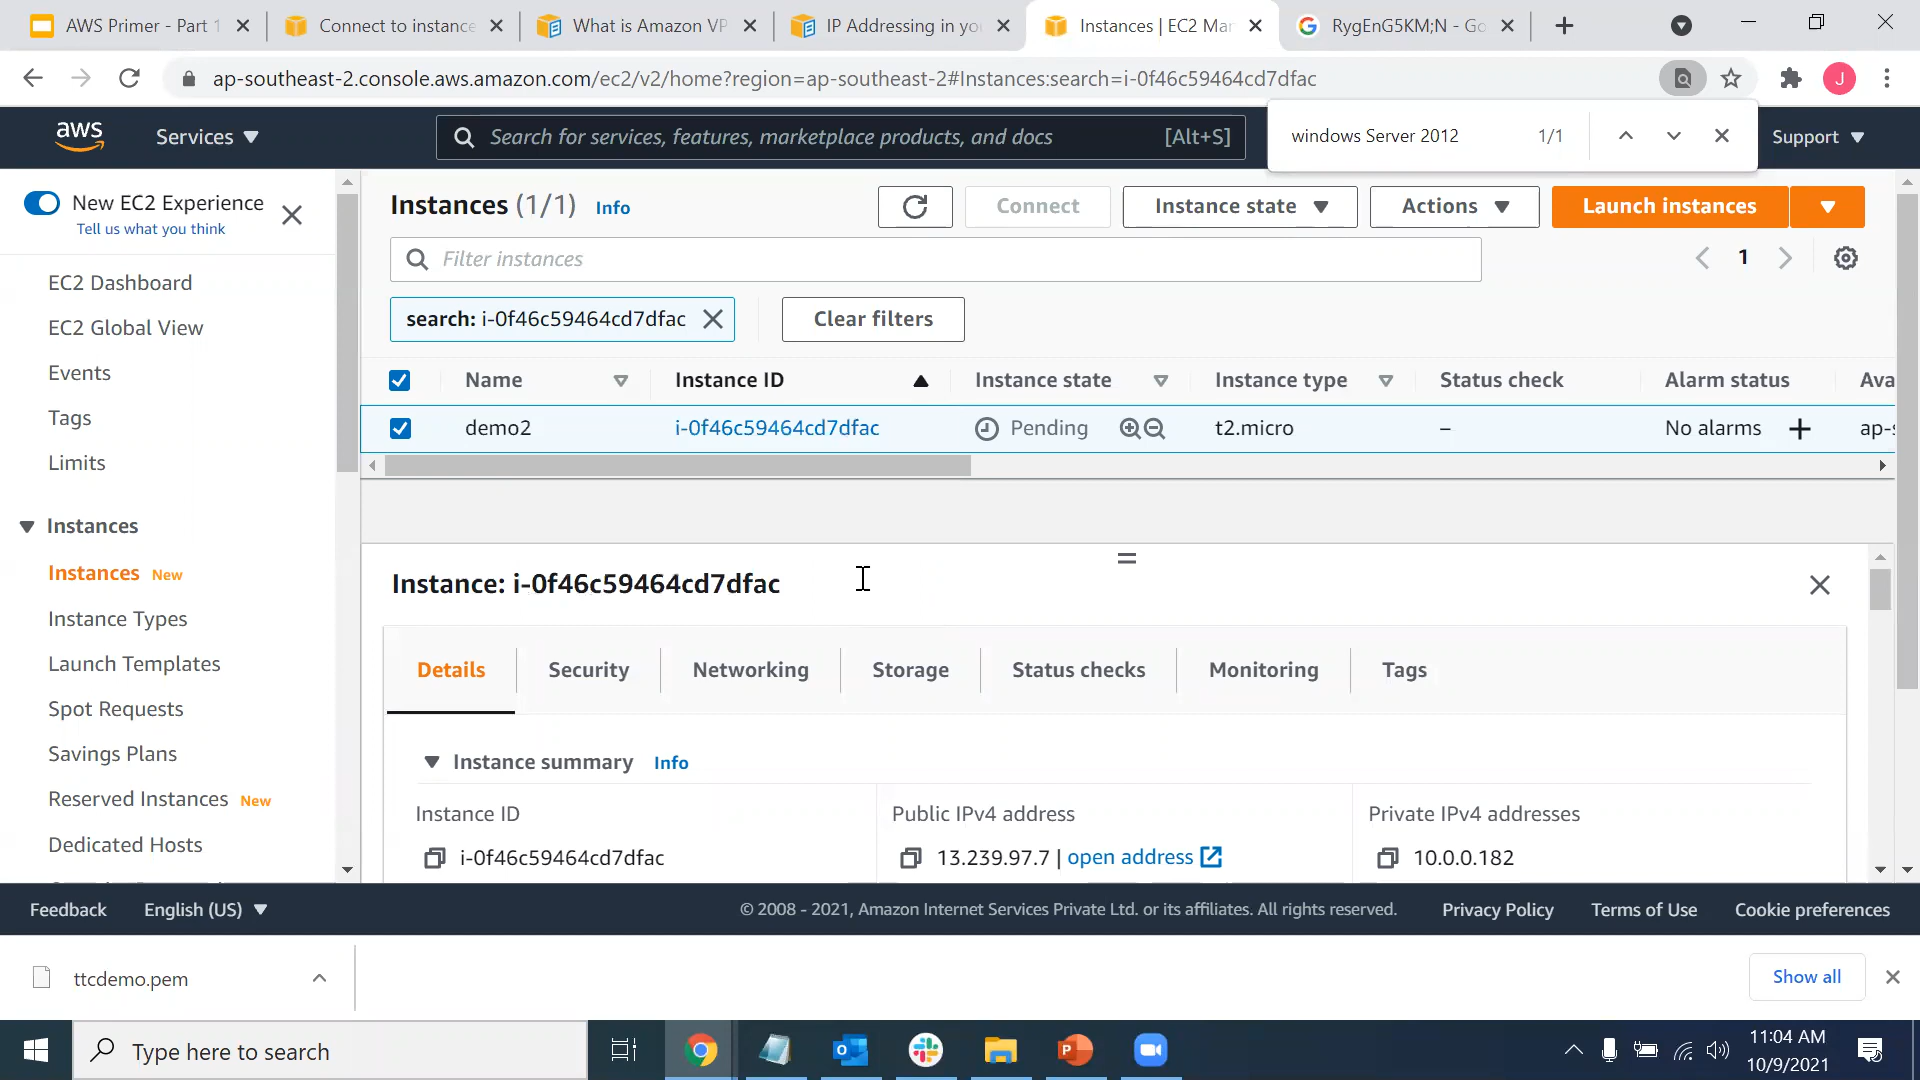 AWS Primer - Part 1
Connect to instance
What is Amazon VP
IP Addressing in yo
Instances | EC2 Man
RygEnG5KM;N - Go
ap-southeast-2.console.aws.amazon.com/ec2/v2/home?region=ap-southeast-2#Instances:search=i-0f46c59464cd7dfac
J
windows Server 2012 1/1
aws
Services
Search for services, features, marketplace products, and docs [Alt+S]
Support
New EC2 Experience
Tell us what you think
EC2 Dashboard
EC2 Global View
Events
Tags
Limits
Instances
Instances New
Instance Types
Launch Templates
Spot Requests
Savings Plans
Reserved Instances New
Dedicated Hosts
Instances (1/1) Info
Connect
Instance state
Actions
Launch instances
Filter instances
1
search: i-0f46c59464cd7dfac
Clear filters
Name Instance ID Instance state Instance type Status check Alarm status Ava
demo2 i-0f46c59464cd7dfac Pending t2.micro – No alarms + ap-s
Instance: i-0f46c59464cd7dfac
Details Security Networking Storage Status checks Monitoring Tags
Instance summary Info
Instance ID Public IPv4 address Private IPv4 addresses
i-0f46c59464cd7dfac 13.239.97.7 | open address 10.0.0.182
Feedback English (US)
© 2008 - 2021, Amazon Internet Services Private Ltd. or its affiliates. All rights reserved. Privacy Policy Terms of Use Cookie preferences
ttcdemo.pem
Show all
Type here to search
11:04 AM
10/9/2021